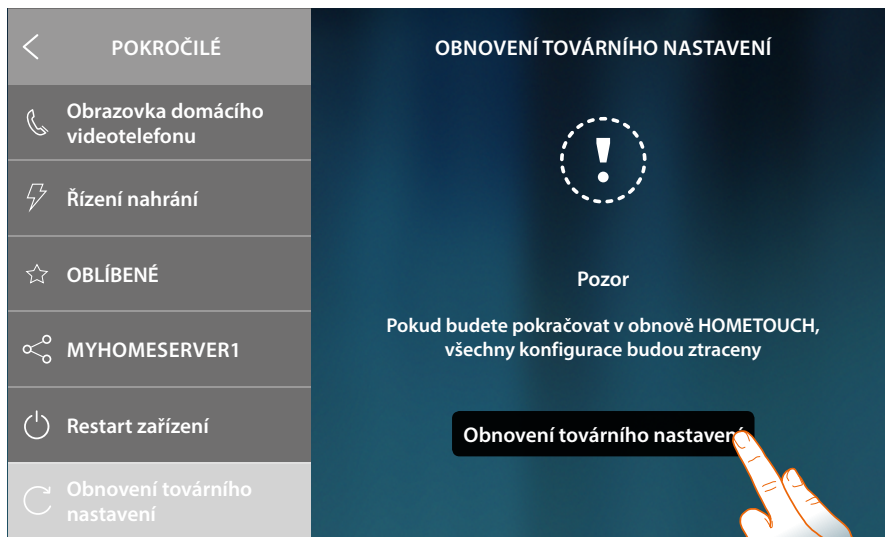 POKROČILÉ
Obrazovka domácího
videotelefonu
Řízení nahrání
OBLÍBENÉ
MYHOMESERVER1
Restart zařízení
Obnovení továrního
nastavení
OBNOVENÍ TOVÁRNÍHO NASTAVENÍ
Pozor
Pokud budete pokračovat v obnově HOMETOUCH,
všechny konfigurace budou ztraceny
Obnovení továrního nastavení